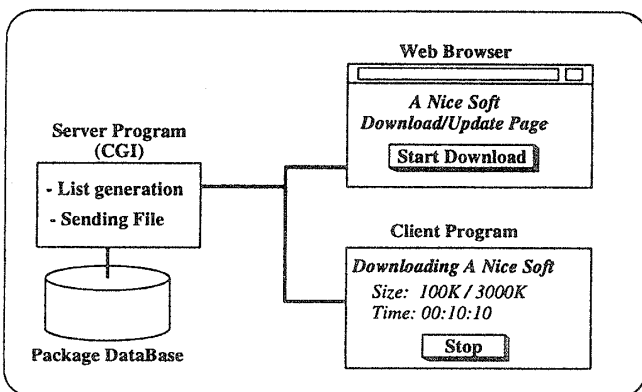 Web Browser
A Nice Soft
Download/Update Page
Start Download
Server Program
(CGI)
- List generation
- Sending File
Package DataBase
Client Program
Downloading A Nice Soft
Size: 100K / 3000K
Time: 00:10:10
Stop